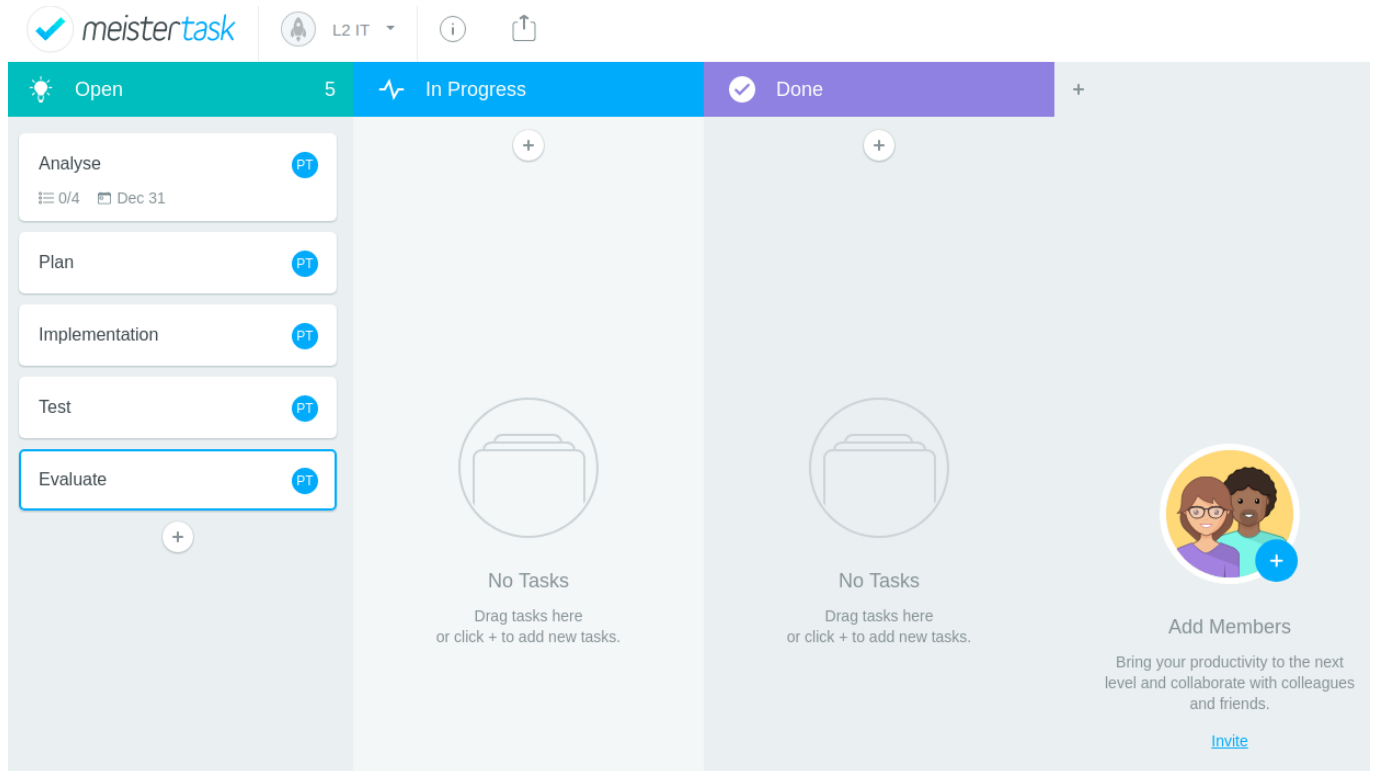 meistertask
L2 IT
Open 5
In Progress
Done
+
Analyse PT
0/4 Dec 31
Plan PT
Implementation PT
Test PT
Evaluate PT
+
+
No Tasks
Drag tasks here
or click + to add new tasks.
+
No Tasks
Drag tasks here
or click + to add new tasks.
+
Add Members
Bring your productivity to the next
level and collaborate with colleagues
and friends.
Invite